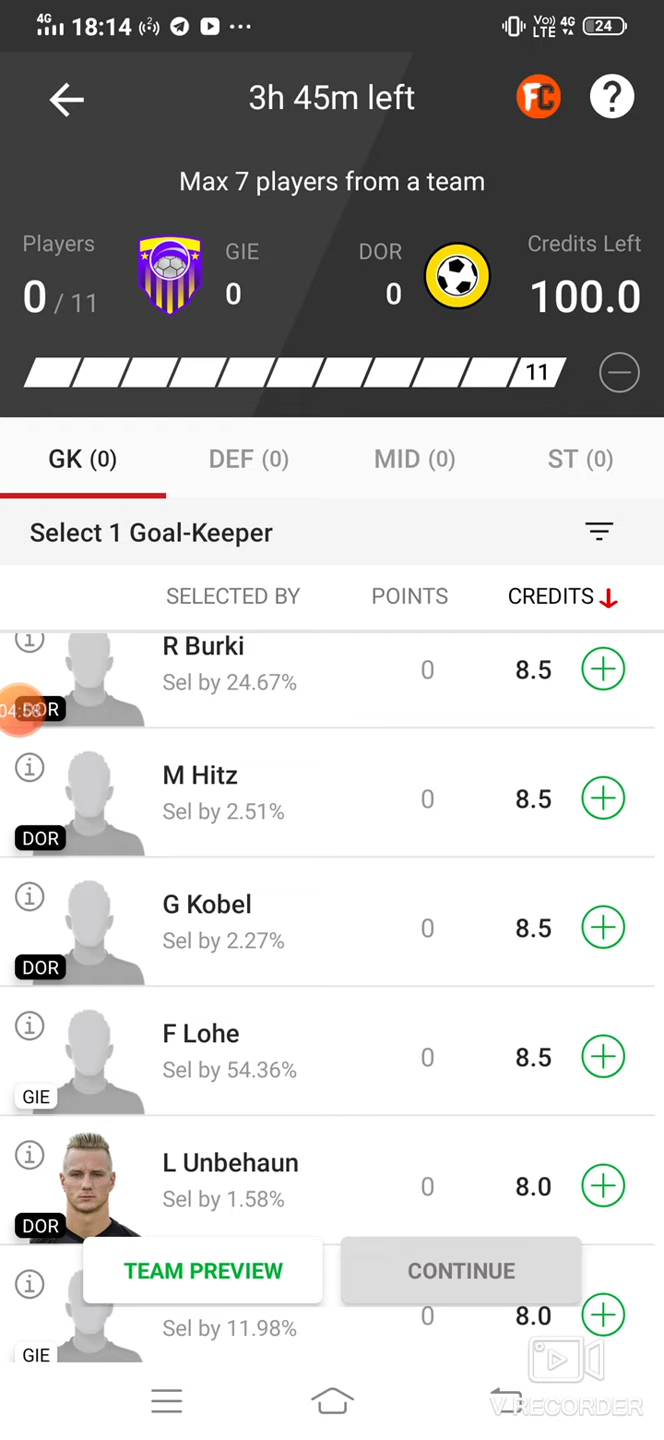 4G 18:14 Vo)) LTE 4G 24
3h 45m left FC ?
Max 7 players from a team
Players GIE DOR Credits Left
0 / 11 0 0 100.0
11
GK (0) DEF (0) MID (0) ST (0)
Select 1 Goal-Keeper
SELECTED BY POINTS CREDITS
R Burki
Sel by 24.67% 0 8.5
04:58 DOR
M Hitz
Sel by 2.51% 0 8.5
DOR
G Kobel
Sel by 2.27% 0 8.5
DOR
F Lohe
Sel by 54.36% 0 8.5
GIE
L Unbehaun
Sel by 1.58% 0 8.0
DOR
TEAM PREVIEW CONTINUE
Sel by 11.98% 0 8.0
GIE
V RECORDER